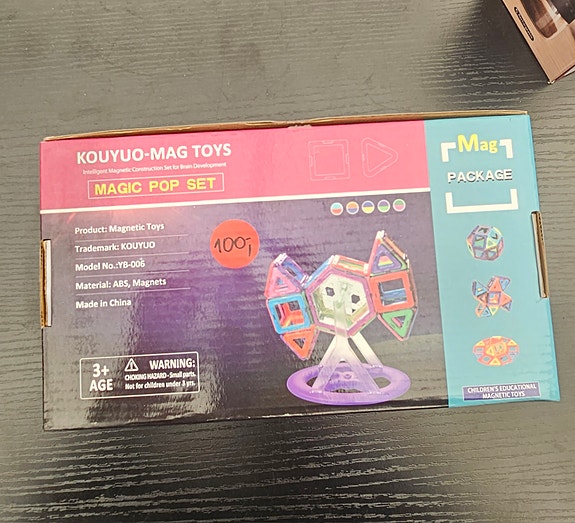 KOUYUO-MAG TOYS
Intelligent Magnetic Construction Set for Brain Development
MAGIC POP SET
Product: Magnetic Toys
Trademark: KOUYUO
Model No.:YB-006
Material: ABS, Magnets
Made in China
100,-
3+
AGE
WARNING:
CHOKING HAZARD - Small parts.
Not for children under 3 yrs.
Mag
PACKAGE
CHILDREN'S EDUCATIONAL
MAGNETIC TOYS